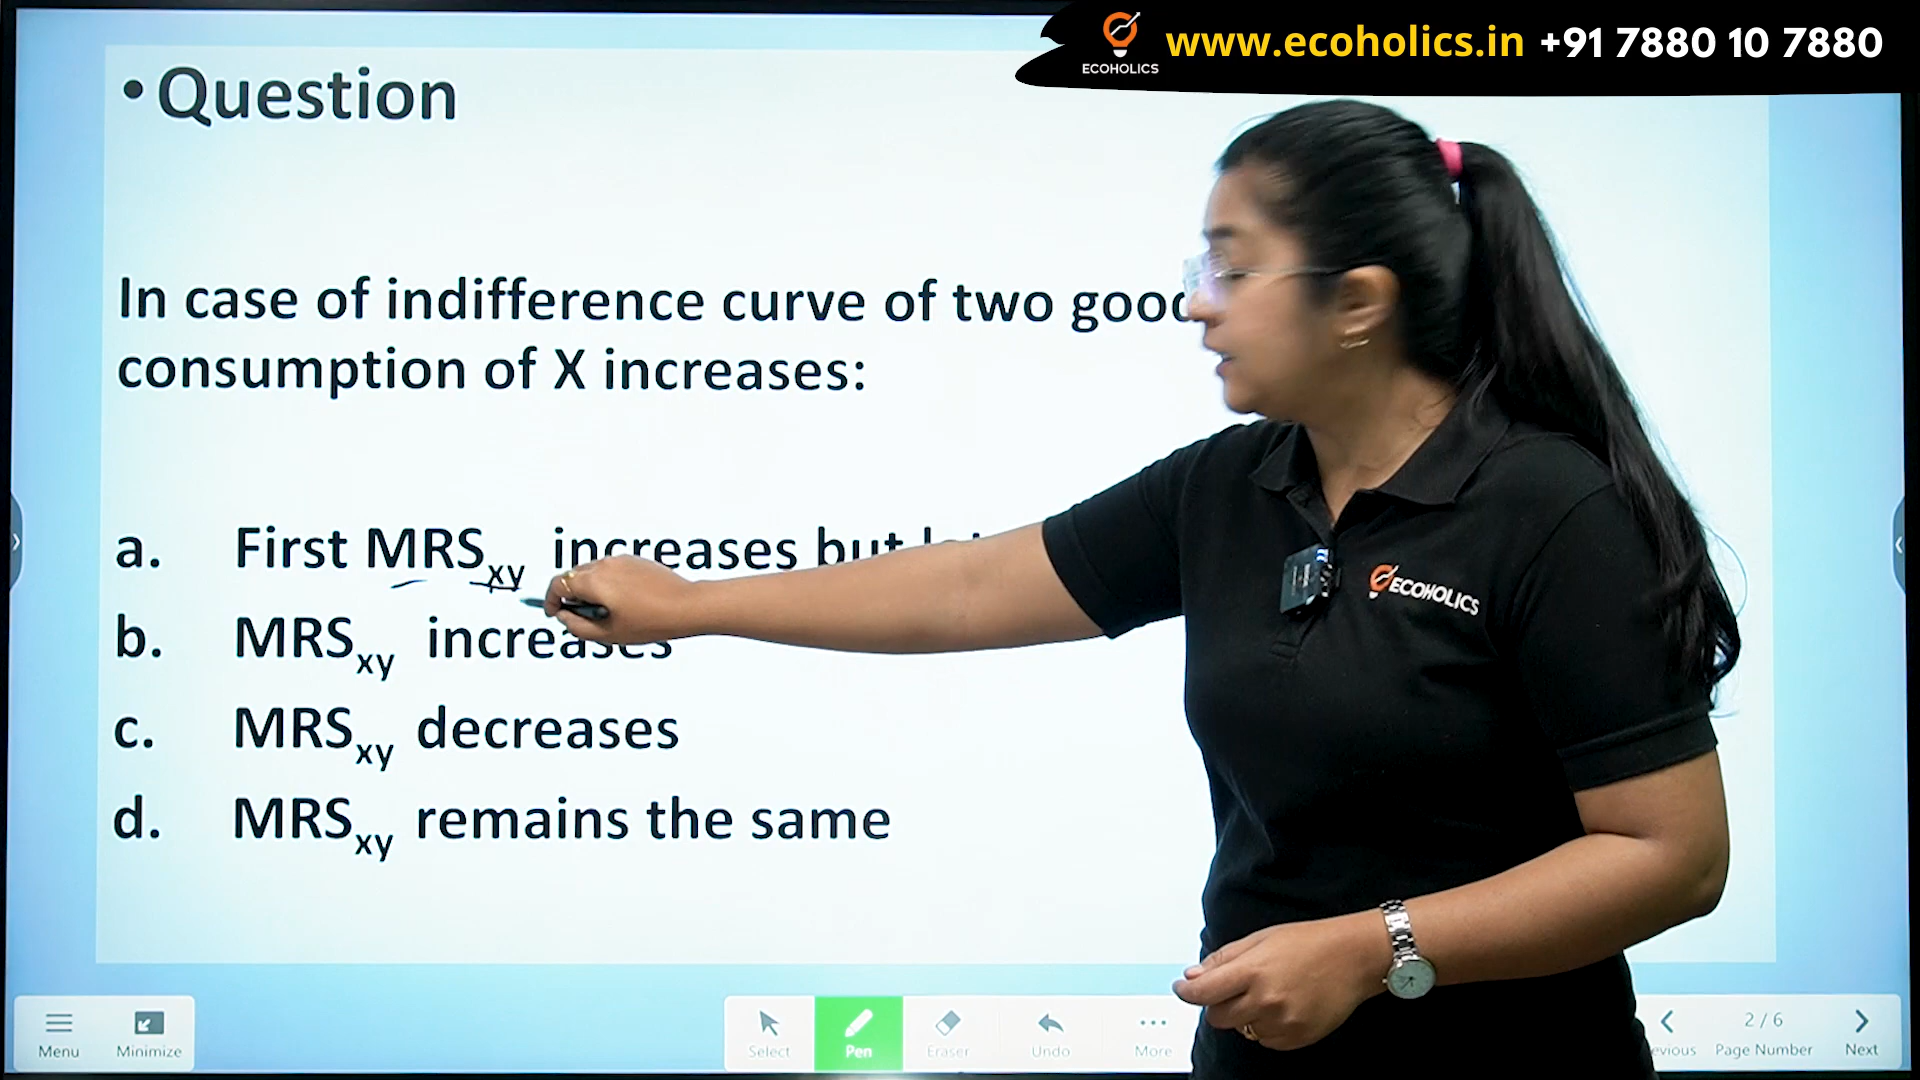 www.ecoholics.in +91 7880 10 7880
ECOHOLICS
• Question
In case of indifference curve of two
consumption of X increases:
a. First MRSxy increases but
b. MRSxy increases
c. MRSxy decreases
d. MRSxy remains the same
ECOHOLICS
Menu Minimize Select Pen Eraser Undo More Page Number Next
2 / 6